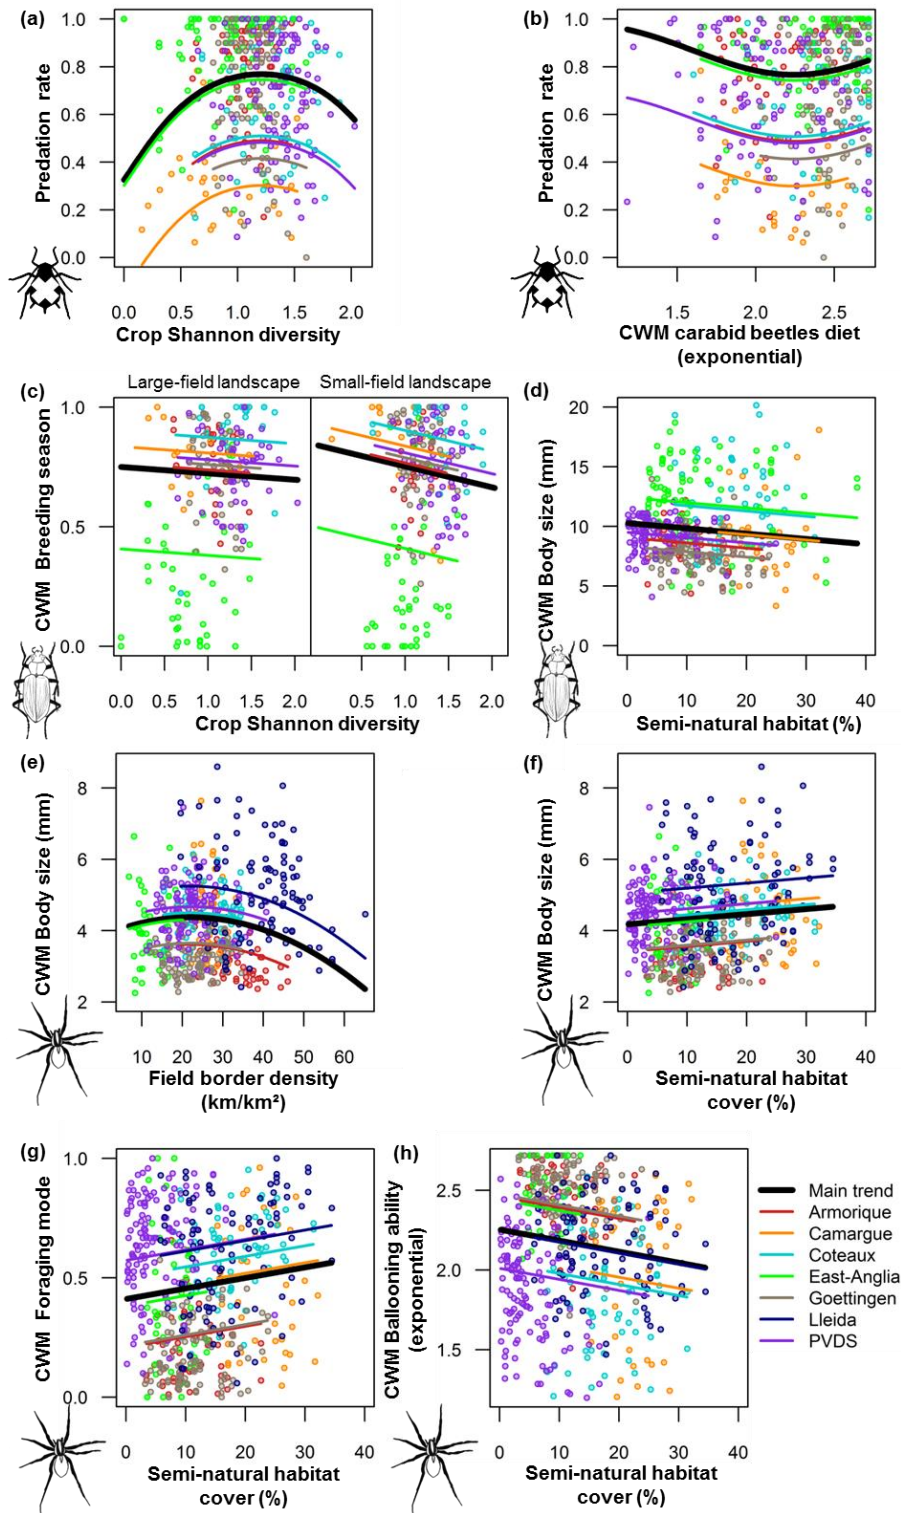 (a)
Predation rate
1.0
0.8
0.6
0.4
0.2
0.0
0.0 0.5 1.0 1.5 2.0
Crop Shannon diversity
(b)
Predation rate
1.0
0.8
0.6
0.4
0.2
0.0
1.5 2.0 2.5
CWM carabid beetles diet
(exponential)
(c)
Large-field landscape Small-field landscape
CWM Breeding season
1.0
0.5
0.0
0.0 0.5 1.0 1.5 2.0 0.5 1.0 1.5 2.0
Crop Shannon diversity
(d)
CWM Body size (mm)
20
15
10
5
0
0 10 20 30 40
Semi-natural habitat (%)
(e)
CWM Body size (mm)
8
6
4
2
10 20 30 40 50 60
Field border density
(km/km²)
(f)
CWM Body size (mm)
8
6
4
2
0 10 20 30 40
Semi-natural habitat
cover (%)
(g)
CWM Foraging mode
1.0
0.5
0.0
0 10 20 30 40
Semi-natural habitat
cover (%)
(h)
CWM Ballooning ability
(exponential)
2.5
2.0
1.5
0 10 20 30 40
Semi-natural habitat
cover (%)
Main trend
Armorique
Camargue
Coteaux
East-Anglia
Goettingen
Lleida
PVDS